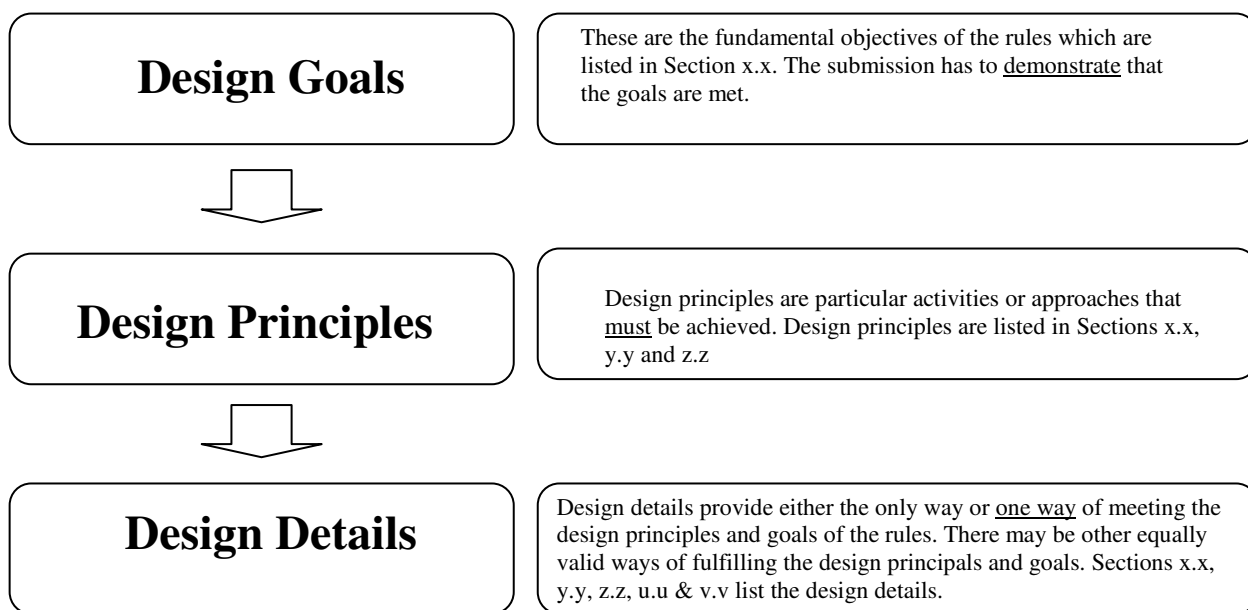 Design Goals
These are the fundamental objectives of the rules which are
listed in Section x.x. The submission has to demonstrate that
the goals are met.
Design Principles
Design principles are particular activities or approaches that
must be achieved. Design principles are listed in Sections x.x,
y.y and z.z
Design Details
Design details provide either the only way or one way of meeting the
design principles and goals of the rules. There may be other equally
valid ways of fulfilling the design principals and goals. Sections x.x,
y.y, z.z, u.u & v.v list the design details.